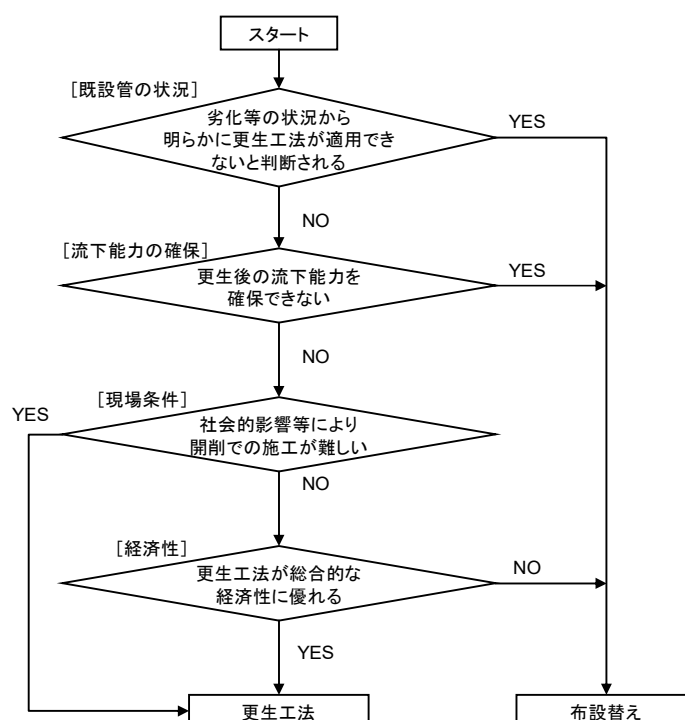 スタート
［既設管の状況］
劣化等の状況から
明らかに更生工法が適用でき
ないと判断される
YES
NO
［流下能力の確保］
更生後の流下能力を
確保できない
YES
NO
［現場条件］
YES
社会的影響等により
開削での施工が難しい
NO
［経済性］
更生工法が総合的な
経済性に優れる
NO
YES
更生工法
布設替え